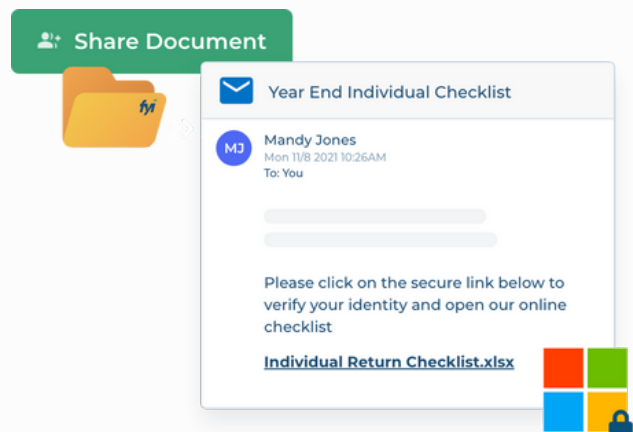 Share Document
fyi
Year End Individual Checklist
MJ
Mandy Jones
Mon 11/8 2021 10:26AM
To: You
Please click on the secure link below to
verify your identity and open our online
checklist
Individual Return Checklist.xlsx